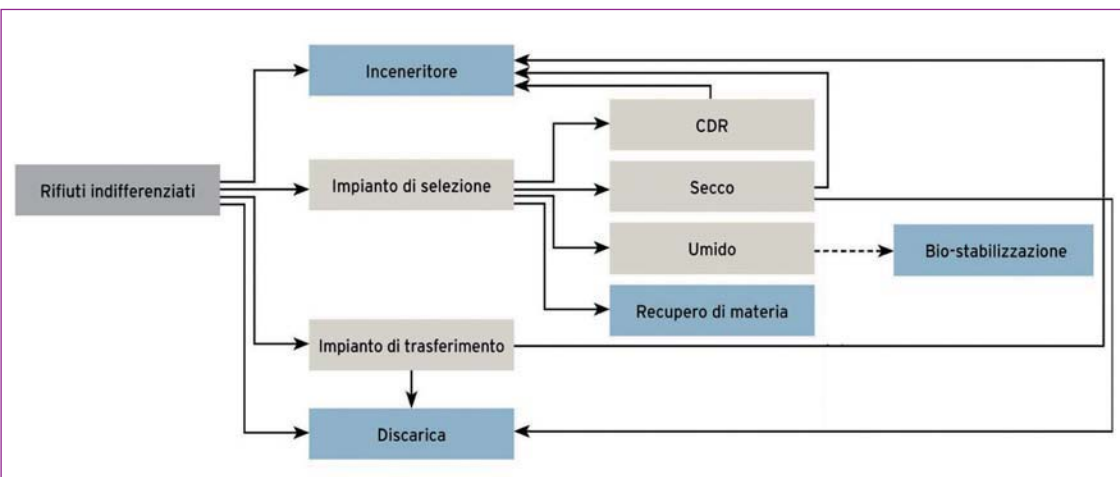 Inceneritore
CDR
Rifiuti indifferenziati
Impianto di selezione
Secco
Umido
Bio-stabilizzazione
Recupero di materia
Impianto di trasferimento
Discarica